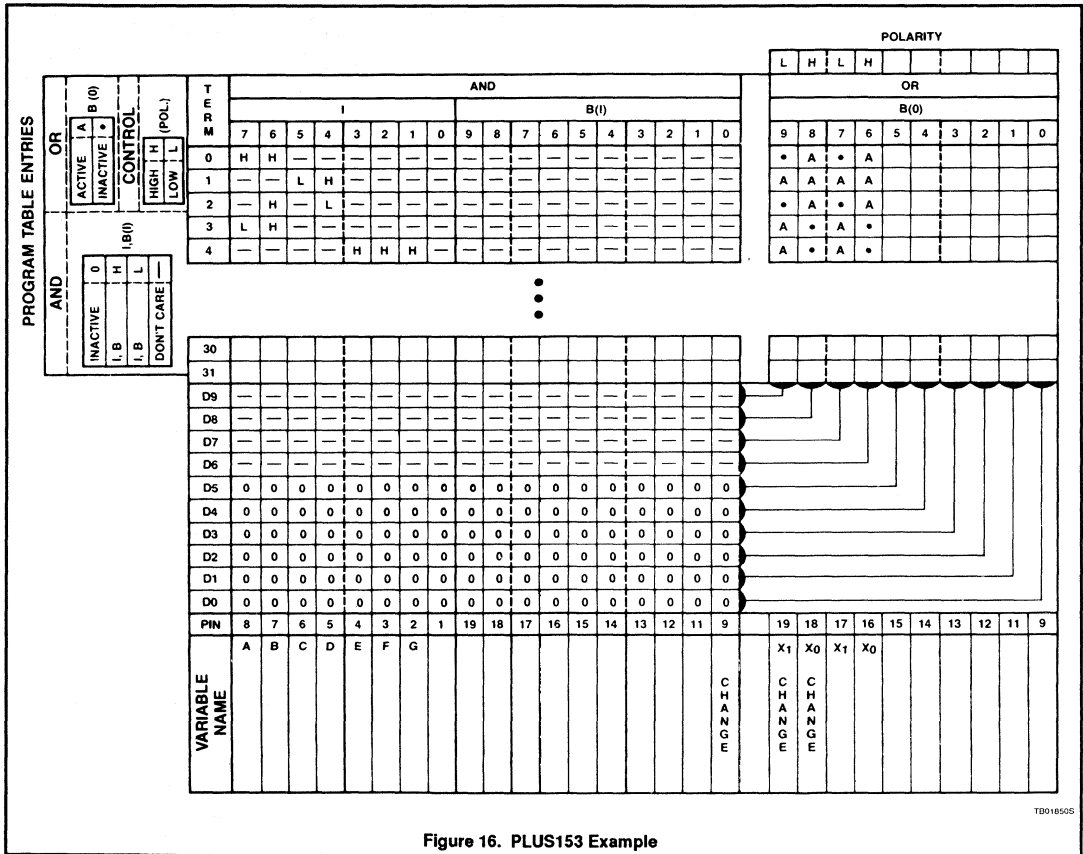 POLARITY
L H L H
PROGRAM TABLE ENTRIES
OR
ACTIVE A
INACTIVE •
B (0)
CONTROL
HIGH H
LOW L
(POL.)
AND
INACTIVE 0
I, B H
I, B L
DON'T CARE —
I,B(I)
TERM
AND
OR
I B(I) B(0)
7 6 5 4 3 2 1 0 9 8 7 6 5 4 3 2 1 0 9 8 7 6 5 4 3 2 1 0
0 H H — — — — — — — — — — — — — — — — • A • A
1 — — L H — — — — — — — — — — — — — — A A A A
2 — H — L — — — — — — — — — — — — — — • A • A
3 L H — — — — — — — — — — — — — — — — A • A •
4 — — — — H H H — — — — — — — — — — — A • A •
30
31
D9 — — — — — — — — — — — — — — — — — —
D8 — — — — — — — — — — — — — — — — — —
D7 — — — — — — — — — — — — — — — — — —
D6 — — — — — — — — — — — — — — — — — —
D5 0 0 0 0 0 0 0 0 0 0 0 0 0 0 0 0 0 0
D4 0 0 0 0 0 0 0 0 0 0 0 0 0 0 0 0 0 0
D3 0 0 0 0 0 0 0 0 0 0 0 0 0 0 0 0 0 0
D2 0 0 0 0 0 0 0 0 0 0 0 0 0 0 0 0 0 0
D1 0 0 0 0 0 0 0 0 0 0 0 0 0 0 0 0 0 0
D0 0 0 0 0 0 0 0 0 0 0 0 0 0 0 0 0 0 0
PIN 8 7 6 5 4 3 2 1 19 18 17 16 15 14 13 12 11 9 19 18 17 16 15 14 13 12 11 9
VARIABLE NAME
A B C D E F G X1 X0 X1 X0
CHANGE CHANGE CHANGE
TB01850S
Figure 16. PLUS153 Example